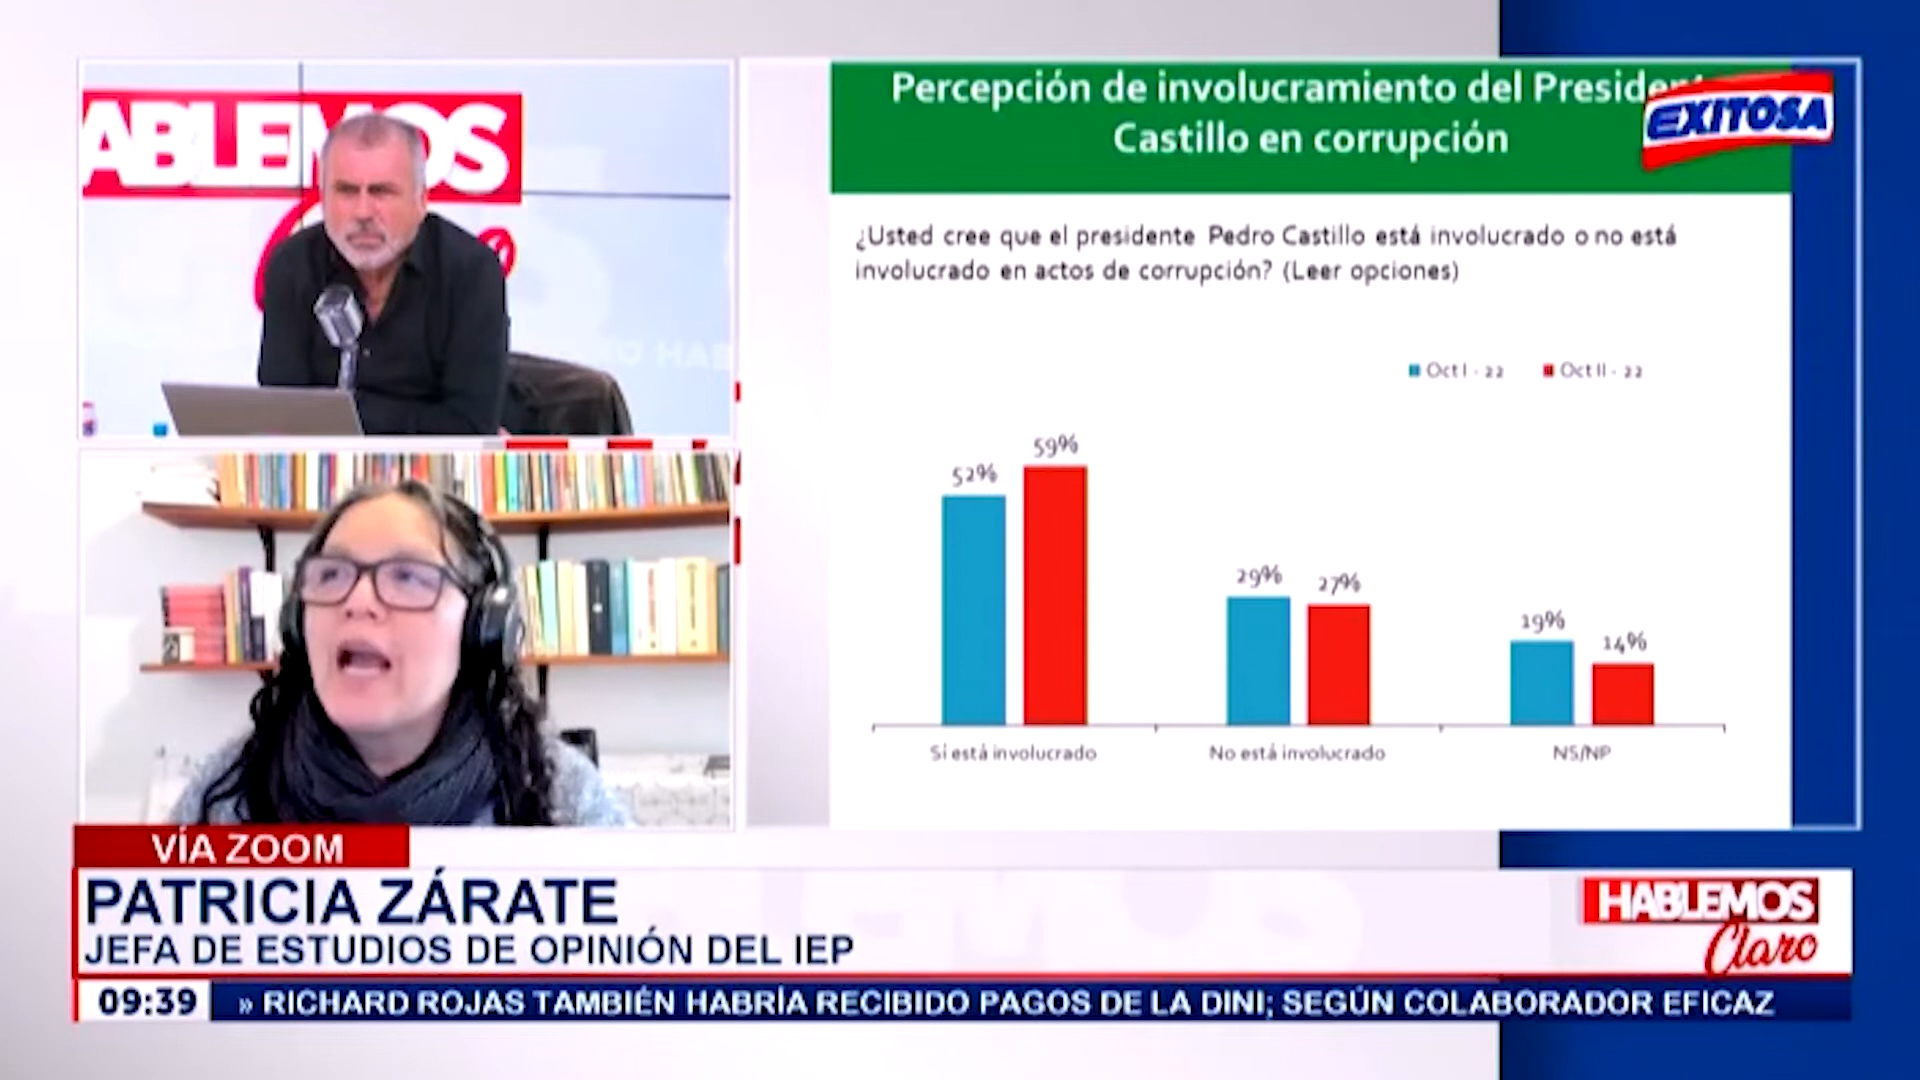 ABLEMOS
Percepción de involucramiento del Presiden
Castillo en corrupción
EXITOSA
¿Usted cree que el presidente Pedro Castillo está involucrado o no está
involucrado en actos de corrupción? (Leer opciones)
Oct I - 22
Oct II - 22
52%
59%
29%
27%
19%
14%
Sí está involucrado
No está involucrado
NS/NP
VÍA ZOOM
PATRICIA ZÁRATE
JEFA DE ESTUDIOS DE OPINIÓN DEL IEP
HABLEMOS
Claro
09:39
» RICHARD ROJAS TAMBIÉN HABRÍA RECIBIDO PAGOS DE LA DINI; SEGÚN COLABORADOR EFICAZ